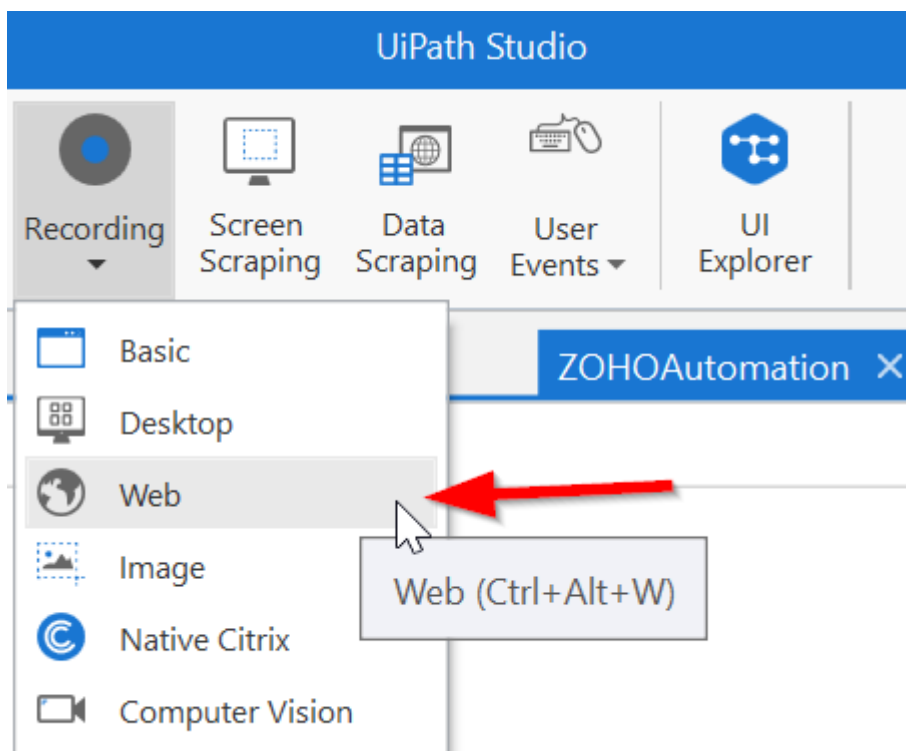 UiPath Studio
Recording
Screen
Scraping
Data
Scraping
User
Events
UI
Explorer
ZOHOAutomation
Basic
Desktop
Web
Image
Web (Ctrl+Alt+W)
Native Citrix
Computer Vision